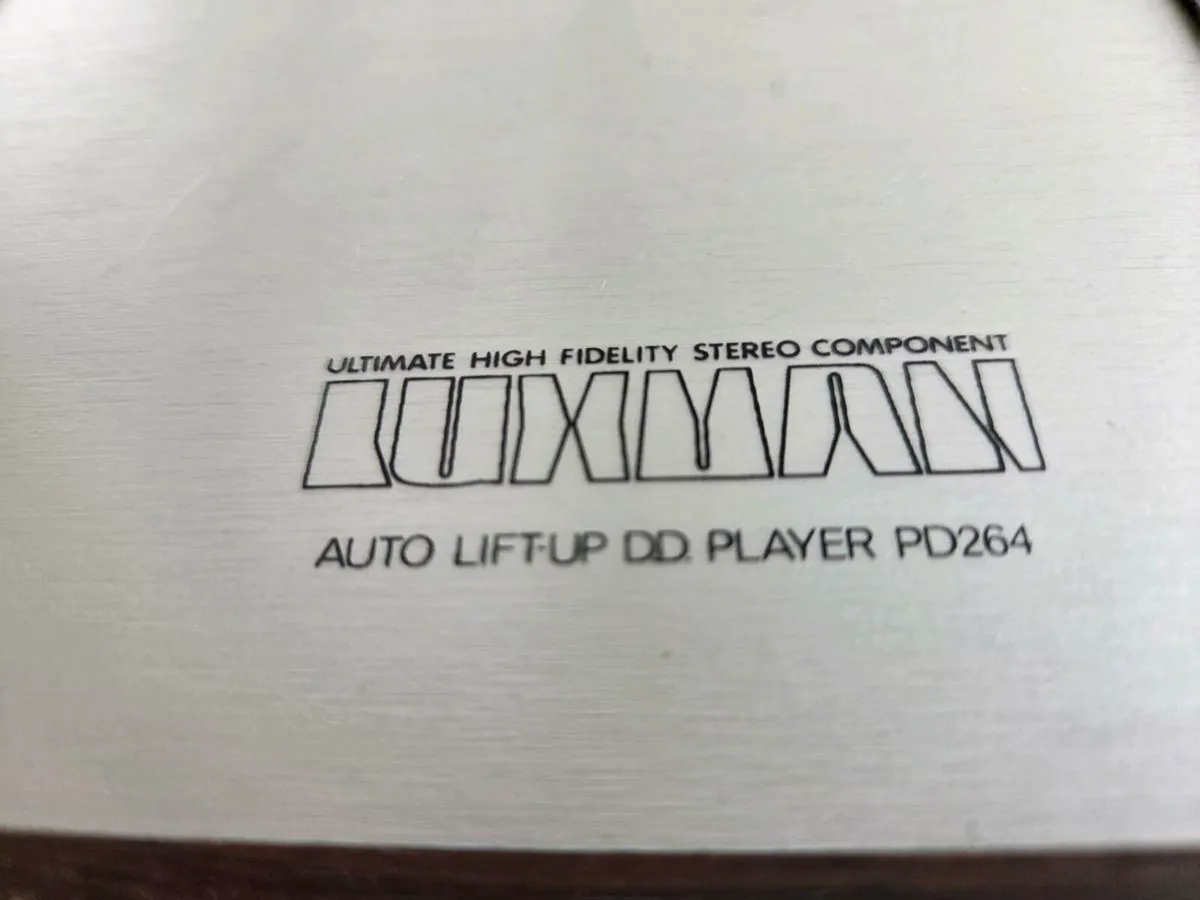 ULTIMATE HIGH FIDELITY STEREO COMPONENT
LUXMAN
AUTO LIFT-UP D.D. PLAYER PD264